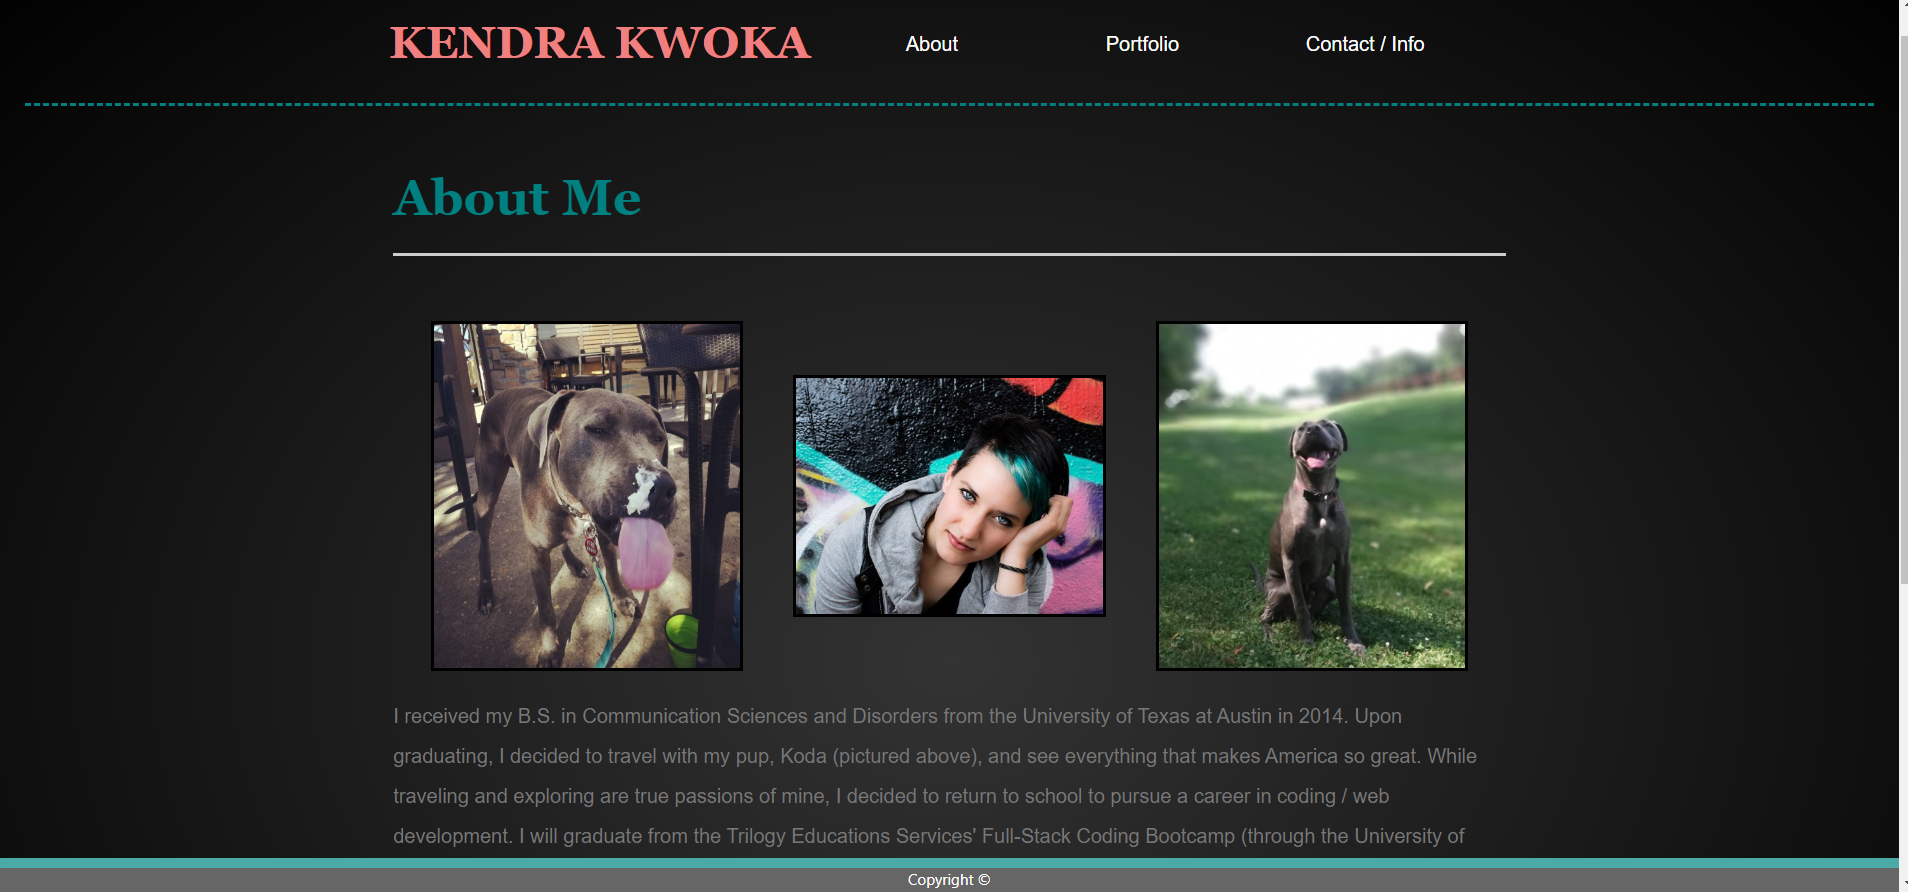 KENDRA KWOKA
About
Portfolio
Contact / Info
About Me
I received my B.S. in Communication Sciences and Disorders from the University of Texas at Austin in 2014. Upon
graduating, I decided to travel with my pup, Koda (pictured above), and see everything that makes America so great. While
traveling and exploring are true passions of mine, I decided to return to school to pursue a career in coding / web
development. I will graduate from the Trilogy Educations Services' Full-Stack Coding Bootcamp (through the University of
Copyright ©